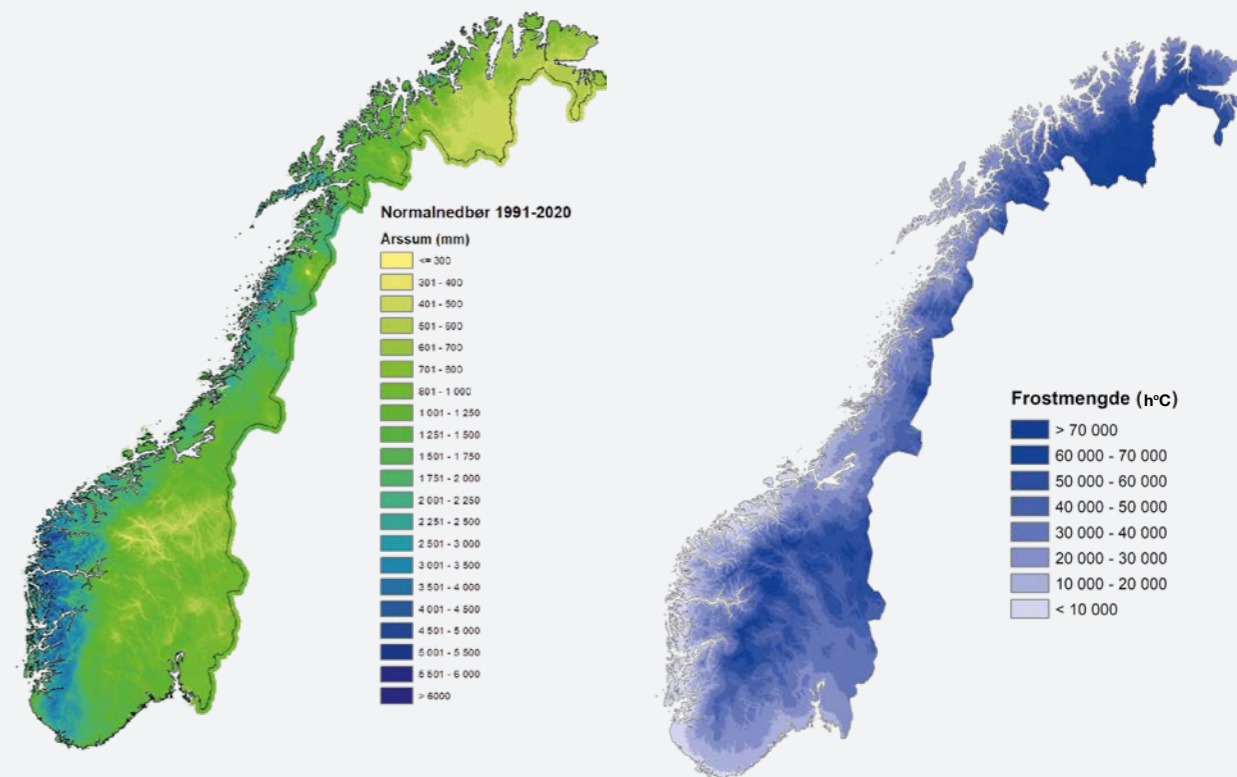 Normalnedbør 1991-2020
Årssum (mm)
<= 300
301 - 400
401 - 500
501 - 600
601 - 700
701 - 800
801 - 1 000
1 001 - 1 250
1 251 - 1 500
1 501 - 1 750
1 751 - 2 000
2 001 - 2 250
2 251 - 2 500
2 501 - 3 000
3 001 - 3 500
3 501 - 4 000
4 001 - 4 500
4 501 - 5 000
5 001 - 5 500
5 501 - 6 000
> 6000
Frostmengde (h°C)
> 70 000
60 000 - 70 000
50 000 - 60 000
40 000 - 50 000
30 000 - 40 000
20 000 - 30 000
10 000 - 20 000
< 10 000